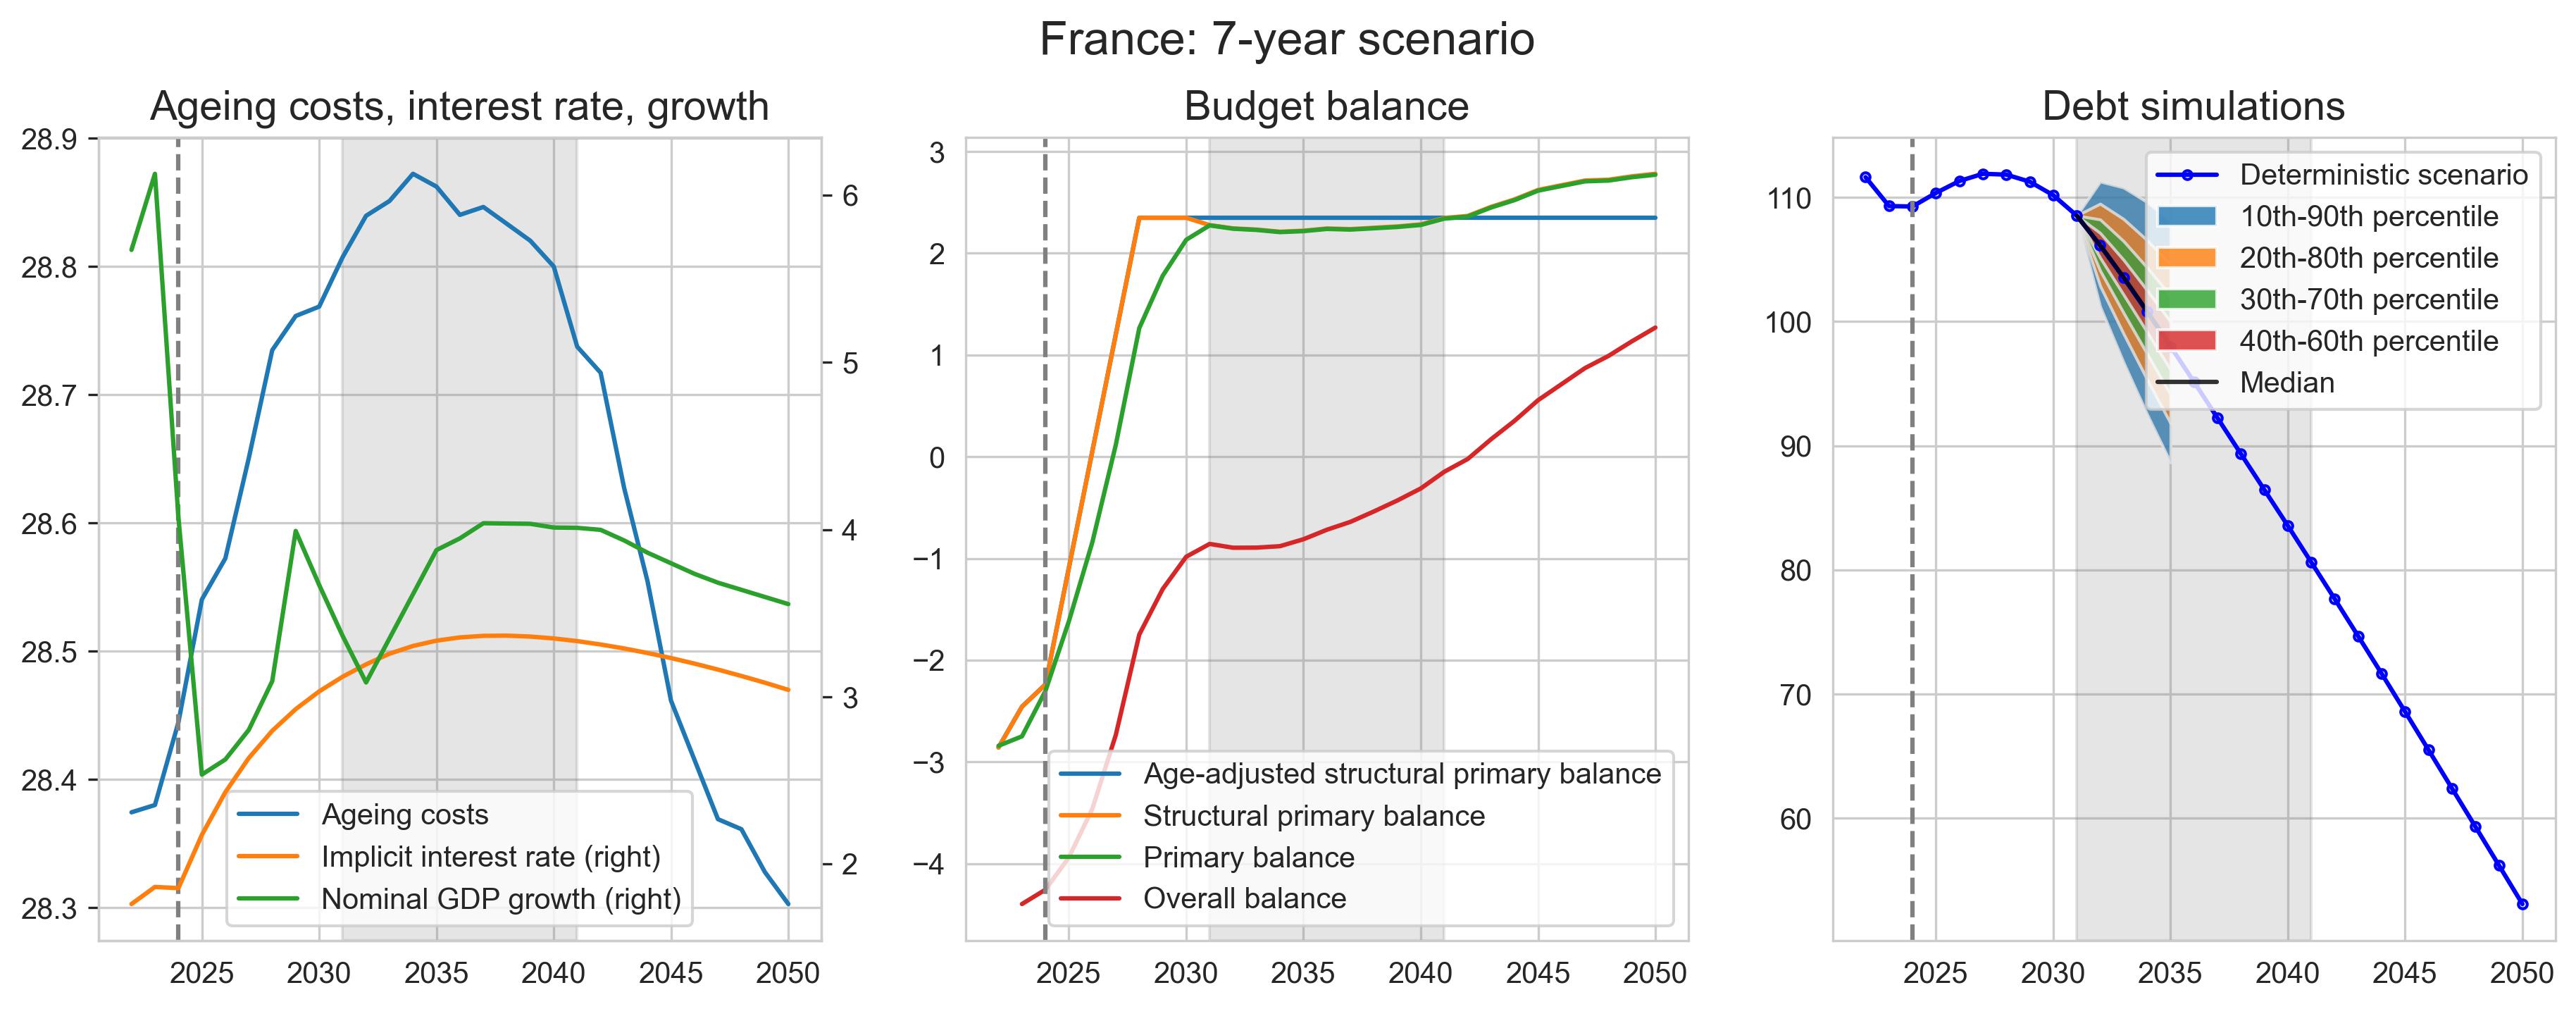 France: 7-year scenario
Ageing costs, interest rate, growth
28.9
28.8
28.7
28.6
28.5
28.4
28.3
6
5
4
3
2
2025 2030 2035 2040 2045 2050
Ageing costs
Implicit interest rate (right)
Nominal GDP growth (right)
Budget balance
3
2
1
0
−1
−2
−3
−4
2025 2030 2035 2040 2045 2050
Age-adjusted structural primary balance
Structural primary balance
Primary balance
Overall balance
Debt simulations
110
100
90
80
70
60
2025 2030 2035 2040 2045 2050
Deterministic scenario
10th-90th percentile
20th-80th percentile
30th-70th percentile
40th-60th percentile
Median